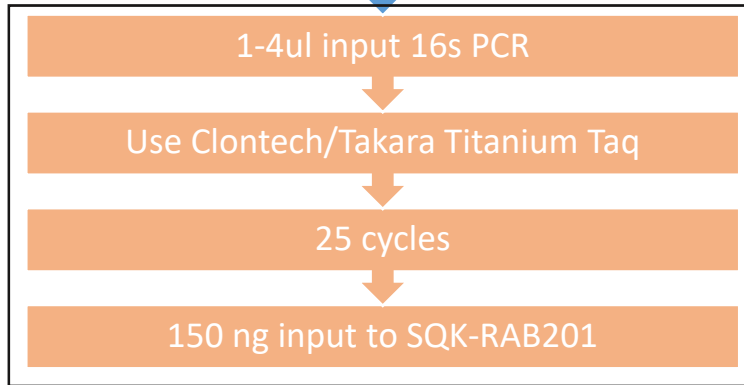 1-4ul input 16s PCR
Use Clontech/Takara Titanium Taq
25 cycles
150 ng input to SQK-RAB201